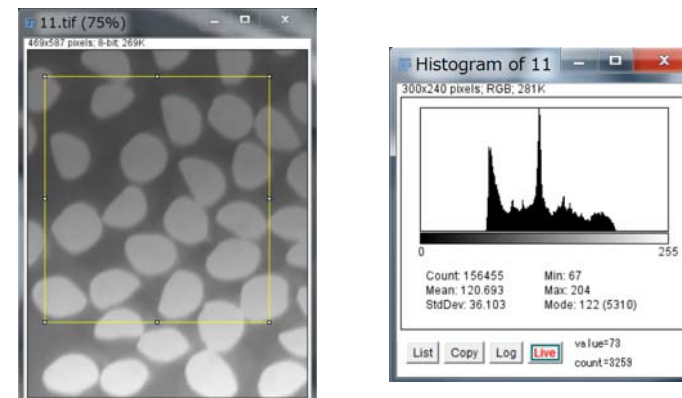 11.tif (75%)
469x587 pixels; 8-bit; 269K
Histogram of 11
300x240 pixels; RGB; 281K
0 255
Count: 156455 Min: 67
Mean: 120.693 Max: 204
StdDev: 36.103 Mode: 122 (5310)
List Copy Log Live value=73
count=3259